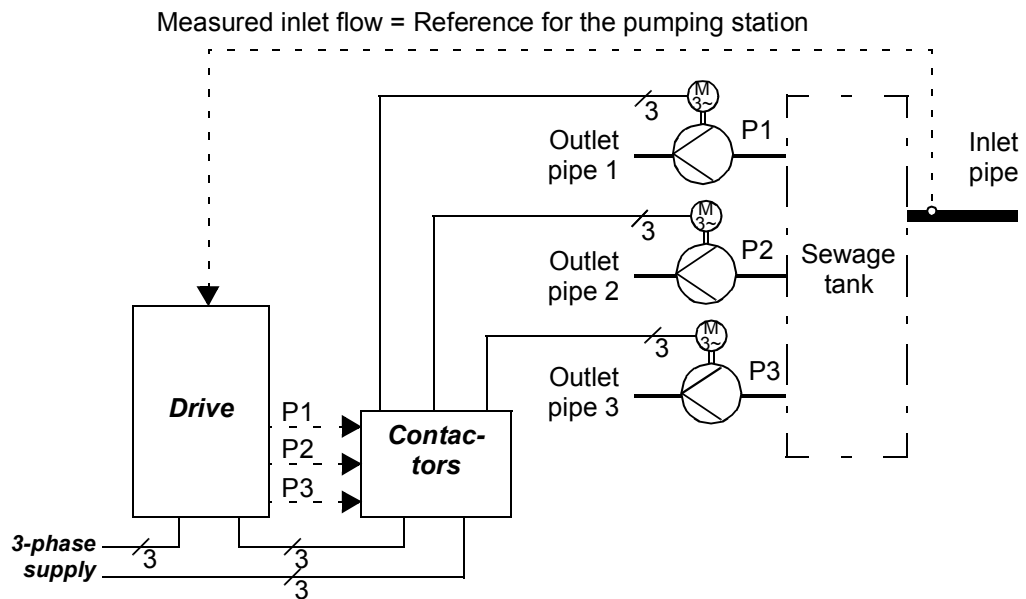 Measured inlet flow = Reference for the pumping station
M
3~
3
P1
Outlet
pipe 1
Inlet
pipe
M
3~
3
P2
Outlet
pipe 2
Sewage
tank
M
3~
3
P3
Outlet
pipe 3
Drive
P1
P2
P3
Contac-
tors
3-phase
supply
3
3
3